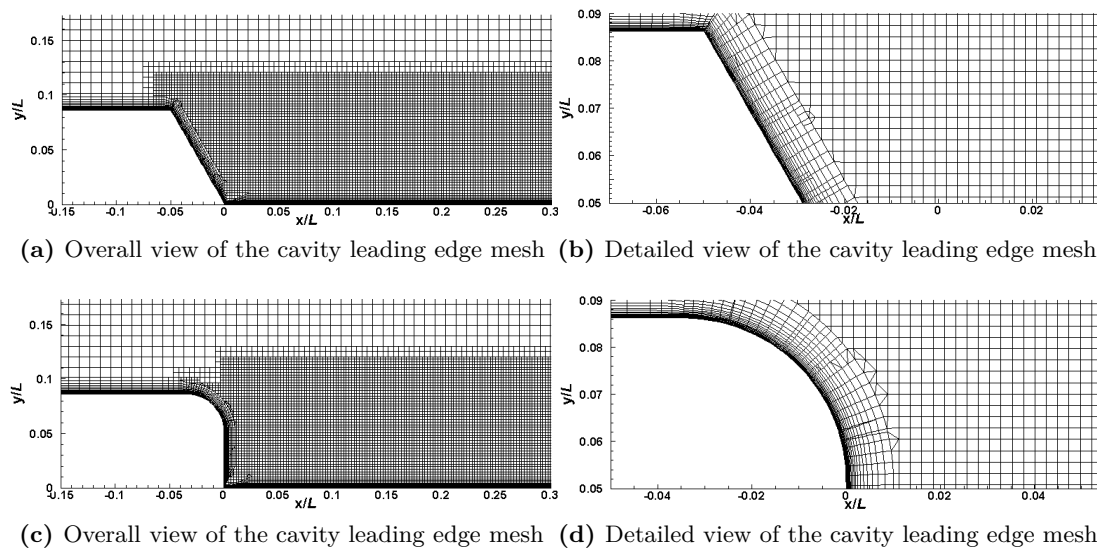 0.15
0.1
0.05
0
y/L
-0.15 -0.1 -0.05 0 0.05 0.1 0.15 0.2 0.25 0.3
x/L
(a) Overall view of the cavity leading edge mesh
0.09
0.08
0.07
0.06
0.05
y/L
-0.06 -0.04 -0.02 0 0.02
x/L
(b) Detailed view of the cavity leading edge mesh
0.15
0.1
0.05
0
y/L
-0.15 -0.1 -0.05 0 0.05 0.1 0.15 0.2 0.25 0.3
x/L
(c) Overall view of the cavity leading edge mesh
0.09
0.08
0.07
0.06
0.05
y/L
-0.04 -0.02 0 0.02 0.04
x/L
(d) Detailed view of the cavity leading edge mesh